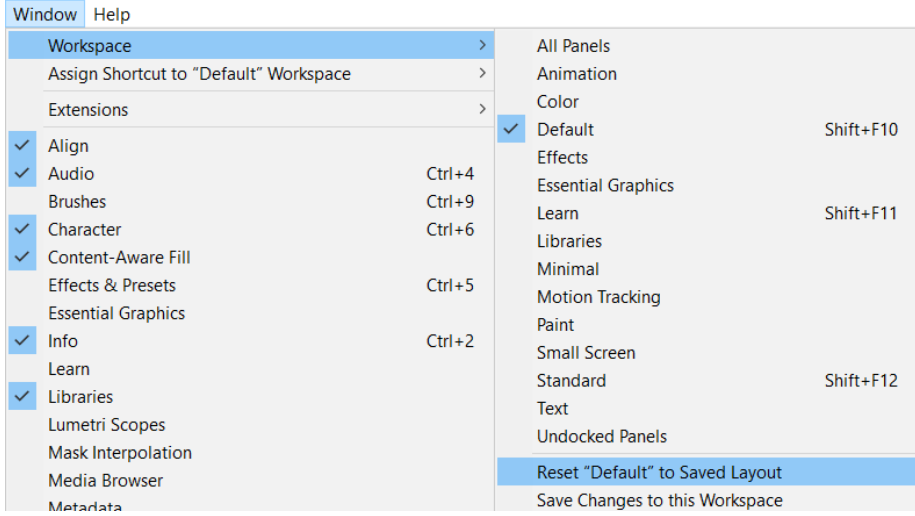 Window Help
Workspace
Assign Shortcut to “Default” Workspace
Extensions
Align
Audio Ctrl+4
Brushes Ctrl+9
Character Ctrl+6
Content-Aware Fill
Effects & Presets Ctrl+5
Essential Graphics
Info Ctrl+2
Learn
Libraries
Lumetri Scopes
Mask Interpolation
Media Browser
Metadata
All Panels
Animation
Color
Default Shift+F10
Effects
Essential Graphics
Learn Shift+F11
Libraries
Minimal
Motion Tracking
Paint
Small Screen
Standard Shift+F12
Text
Undocked Panels
Reset “Default” to Saved Layout
Save Changes to this Workspace